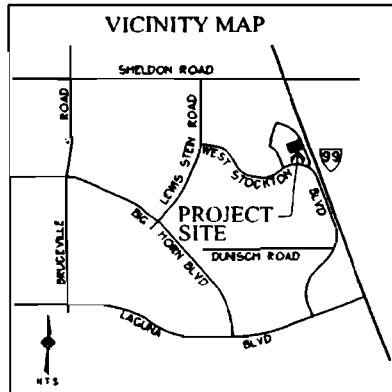 VICINITY MAP
SHELDON ROAD
ROAD
BRUCEVILLE
LEWIS STEIN ROAD
WEST STOCKTON
BLVD
99
PROJECT
SITE
BIG HORN BLVD
DUNISCH ROAD
LAGUNA
BLVD
NTS